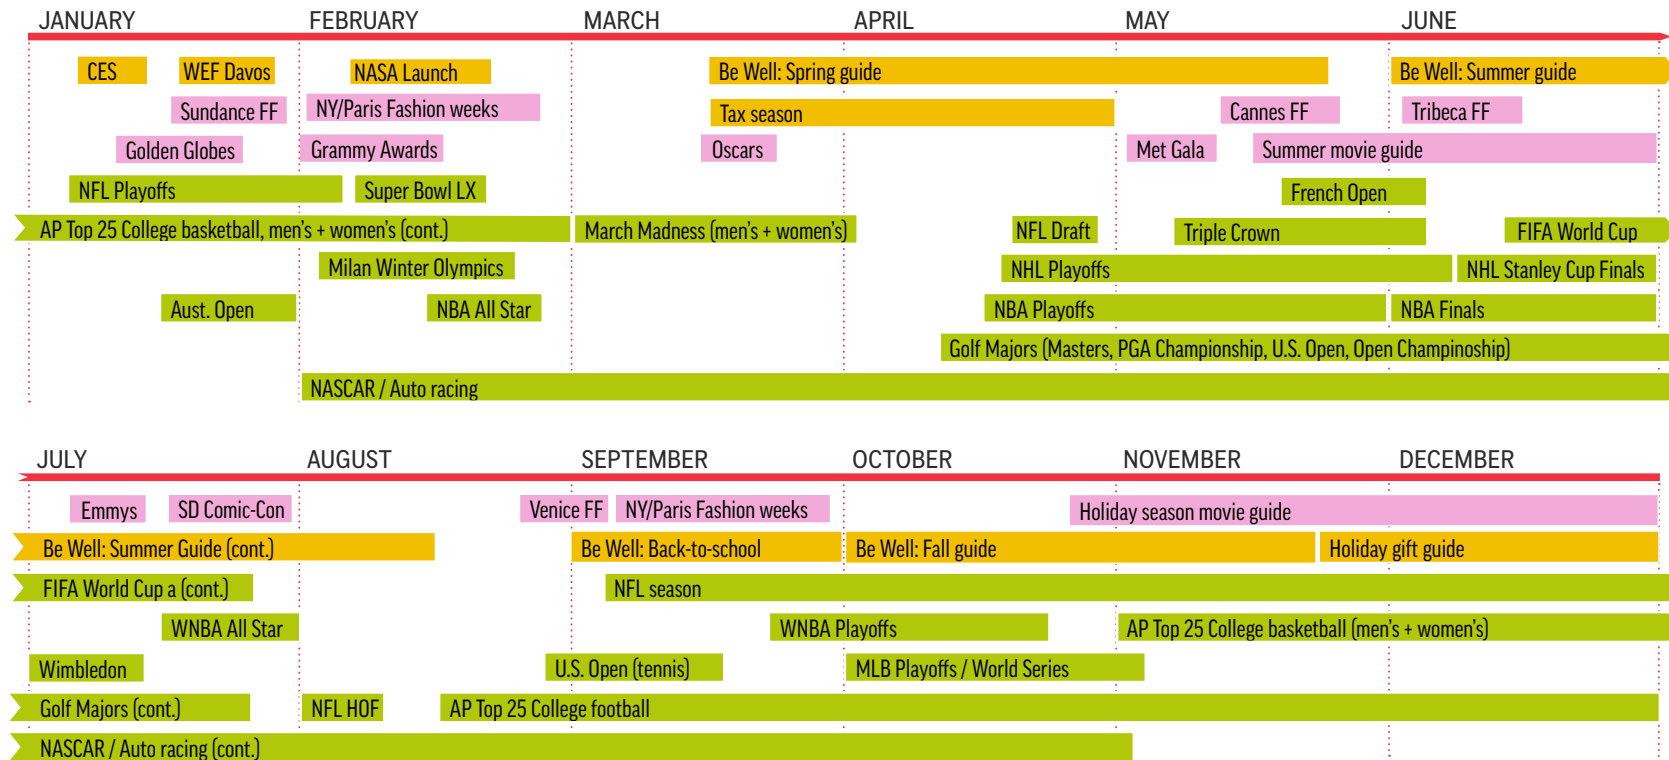 JANUARY FEBRUARY MARCH APRIL MAY JUNE
CES WEF Davos NASA Launch Be Well: Spring guide Be Well: Summer guide
Sundance FF NY/Paris Fashion weeks Tax season Cannes FF Tribeca FF
Golden Globes Grammy Awards Oscars Met Gala Summer movie guide
NFL Playoffs Super Bowl LX French Open
AP Top 25 College basketball, men's + women's (cont.) March Madness (men's + women's) NFL Draft Triple Crown FIFA World Cup
Milan Winter Olympics NHL Playoffs NHL Stanley Cup Finals
Aust. Open NBA All Star NBA Playoffs NBA Finals
Golf Majors (Masters, PGA Championship, U.S. Open, Open Champinoship)
NASCAR / Auto racing
JULY AUGUST SEPTEMBER OCTOBER NOVEMBER DECEMBER
Emmys SD Comic-Con Venice FF NY/Paris Fashion weeks Holiday season movie guide
Be Well: Summer Guide (cont.) Be Well: Back-to-school Be Well: Fall guide Holiday gift guide
FIFA World Cup a (cont.) NFL season
WNBA All Star WNBA Playoffs AP Top 25 College basketball (men's + women's)
Wimbledon U.S. Open (tennis) MLB Playoffs / World Series
Golf Majors (cont.) NFL HOF AP Top 25 College football
NASCAR / Auto racing (cont.)